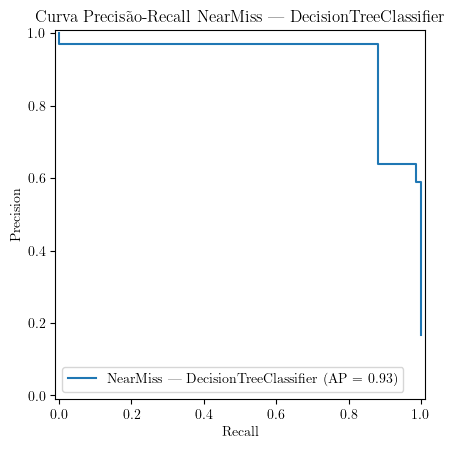 Curva Precisão-Recall NearMiss — DecisionTreeClassifier
1.0
0.8
0.6
0.4
0.2
0.0
Precision
NearMiss — DecisionTreeClassifier (AP = 0.93)
0.0 0.2 0.4 0.6 0.8 1.0
Recall